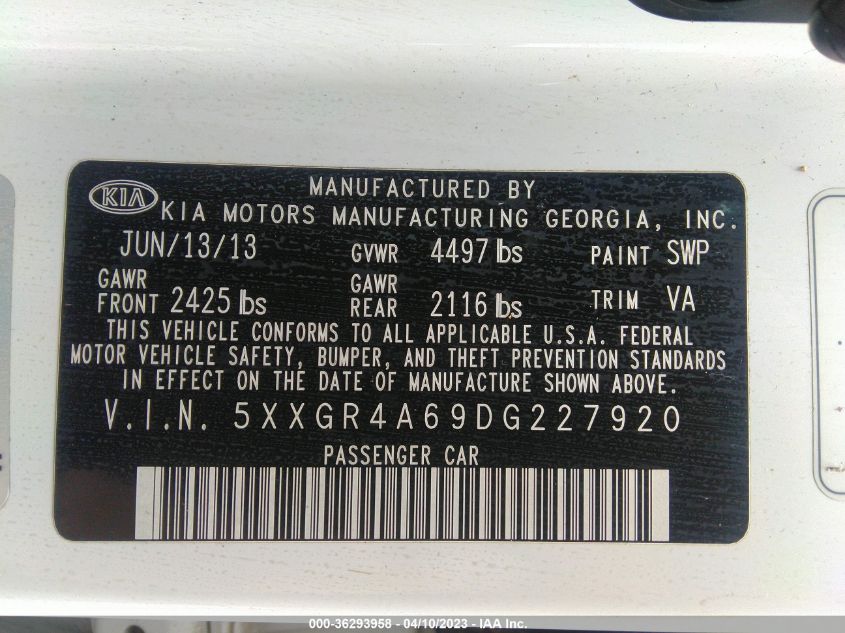 MANUFACTURED BY
KIA KIA MOTORS MANUFACTURING GEORGIA, INC.
JUN/13/13 GVWR 4497 lbs PAINT SWP
GAWR FRONT 2425 lbs GAWR REAR 2116 lbs TRIM VA
THIS VEHICLE CONFORMS TO ALL APPLICABLE U.S.A. FEDERAL
MOTOR VEHICLE SAFETY, BUMPER, AND THEFT PREVENTION STANDARDS
IN EFFECT ON THE DATE OF MANUFACTURE SHOWN ABOVE.
V.I.N. 5XXGR4A69DG227920
PASSENGER CAR
000-36293958 - 04/10/2023 - IAA Inc.